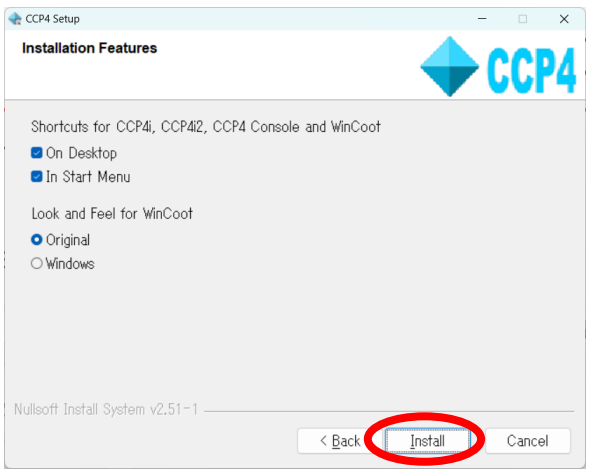 CCP4 Setup
Installation Features
CCP4
Shortcuts for CCP4i, CCP4i2, CCP4 Console and WinCoot
On Desktop
In Start Menu
Look and Feel for WinCoot
Original
Windows
Nullsoft Install System v2.51-1
< Back
Install
Cancel